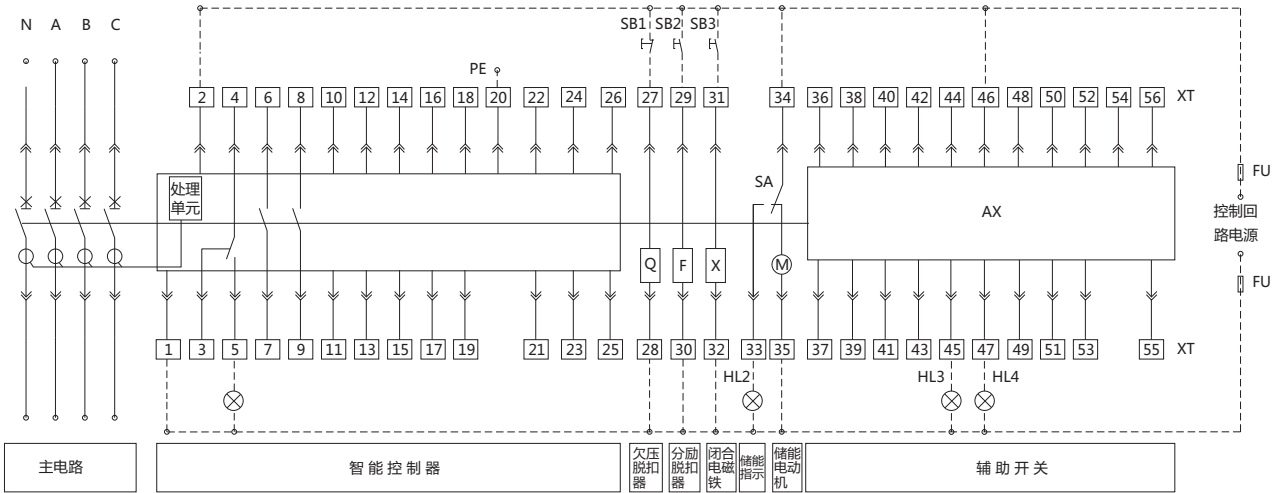 N A B C
SB1 SB2 SB3
PE
2 4 6 8 10 12 14 16 18 20 22 24 26 27 29 31 34 36 38 40 42 44 46 48 50 52 54 56 XT
FU
处理
单元
SA
AX
控制回
路电源
Q F X M
FU
1 3 5 7 9 11 13 15 17 19 21 23 25 28 30 32 33 35 37 39 41 43 45 47 49 51 53 55 XT
HL2 HL3 HL4
主电路
智能控制器
欠压
脱扣
器
分励
脱扣
器
闭合
电磁
铁
储能
指示
储能
电动
机
辅助开关